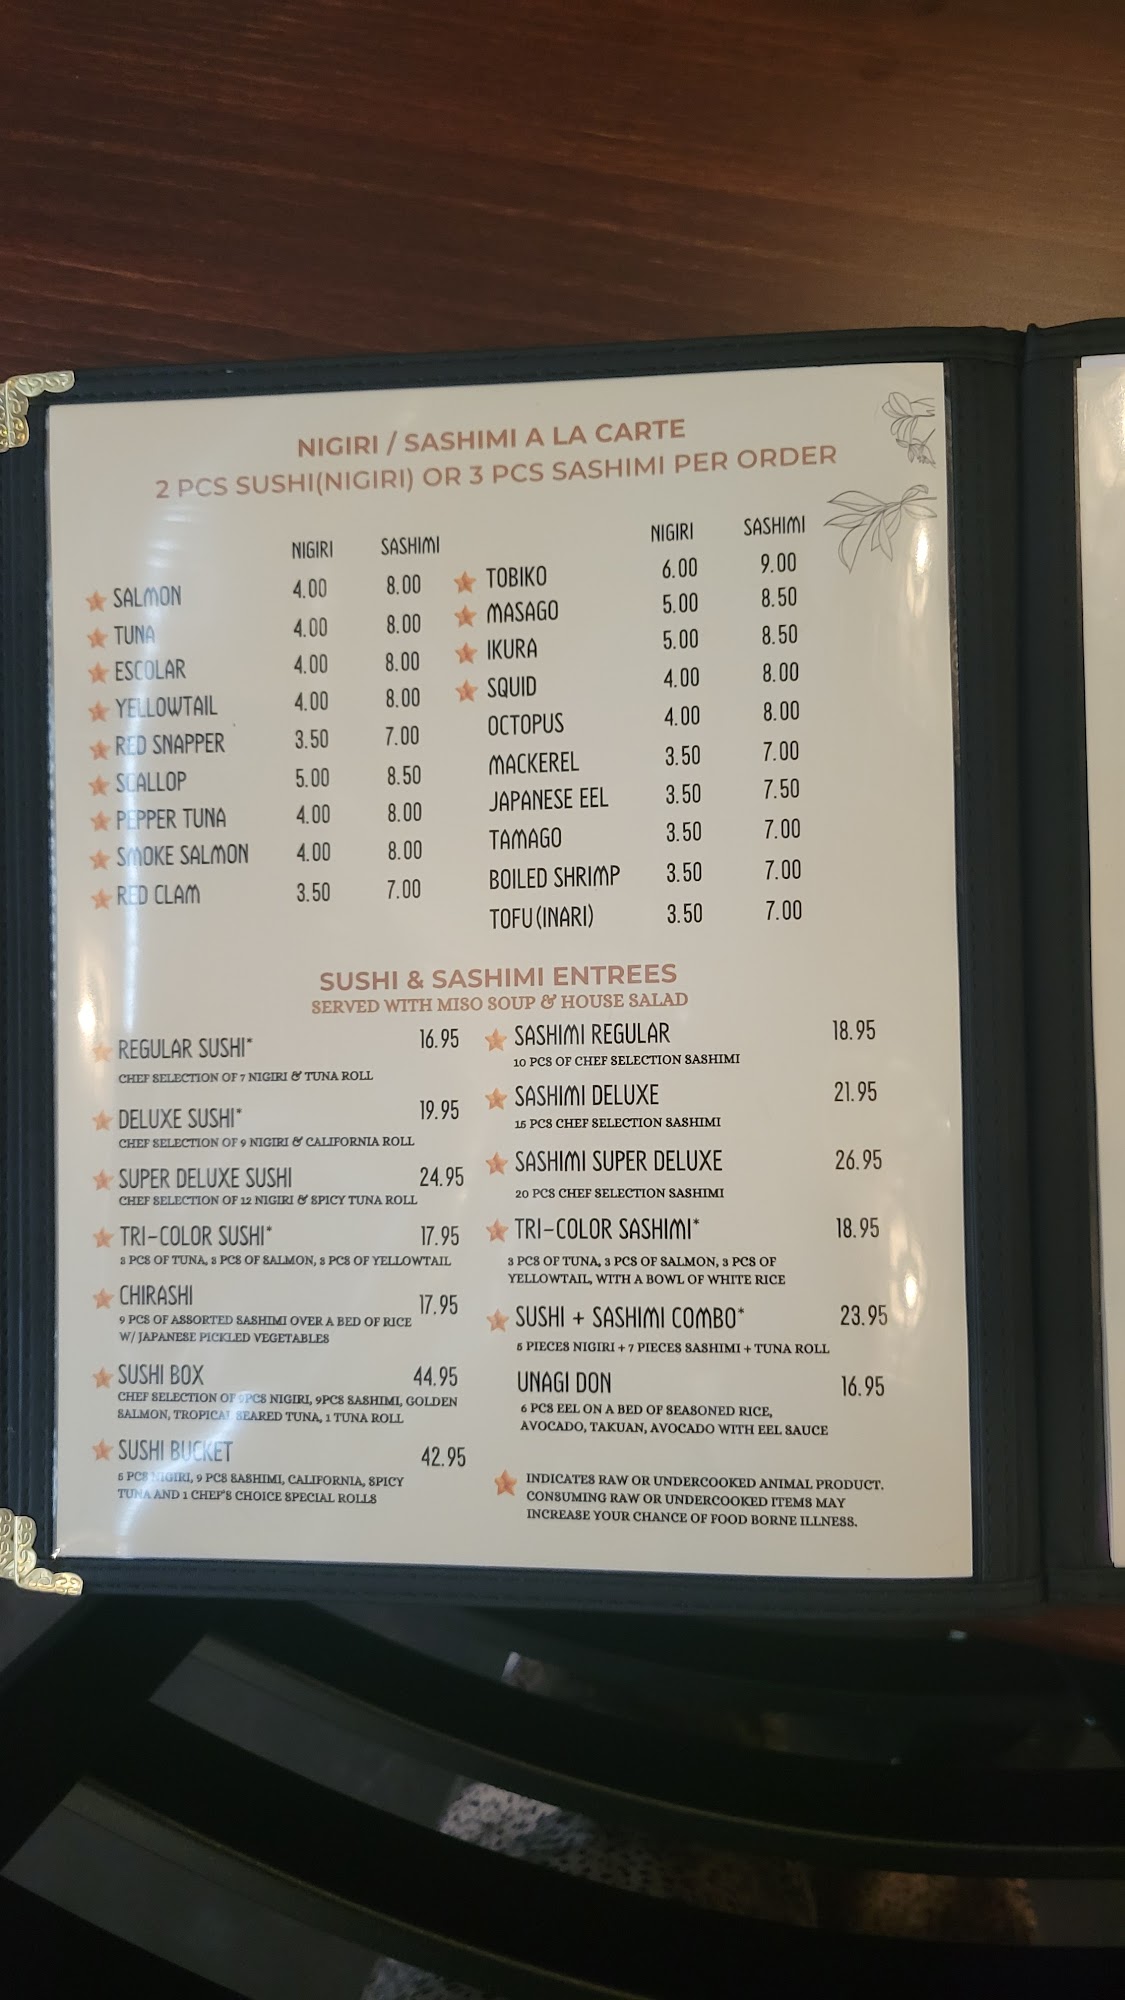 NIGIRI / SASHIMI A LA CARTE
2 PCS SUSHI(NIGIRI) OR 3 PCS SASHIMI PER ORDER
NIGIRI SASHIMI
SALMON 4.00 8.00
TUNA 4.00 8.00
ESCOLAR 4.00 8.00
YELLOWTAIL 4.00 8.00
RED SNAPPER 3.50 7.00
SCALLOP 5.00 8.50
PEPPER TUNA 4.00 8.00
SMOKE SALMON 4.00 8.00
RED CLAM 3.50 7.00
NIGIRI SASHIMI
TOBIKO 6.00 9.00
MASAGO 5.00 8.50
IKURA 5.00 8.50
SQUID 4.00 8.00
OCTOPUS 4.00 8.00
MACKEREL 3.50 7.00
JAPANESE EEL 3.50 7.50
TAMAGO 3.50 7.00
BOILED SHRIMP 3.50 7.00
TOFU(INARI) 3.50 7.00
SUSHI & SASHIMI ENTREES
SERVED WITH MISO SOUP & HOUSE SALAD
REGULAR SUSHI* 16.95
CHEF SELECTION OF 7 NIGIRI & TUNA ROLL
DELUXE SUSHI* 19.95
CHEF SELECTION OF 9 NIGIRI & CALIFORNIA ROLL
SUPER DELUXE SUSHI 24.95
CHEF SELECTION OF 12 NIGIRI & SPICY TUNA ROLL
TRI-COLOR SUSHI* 17.95
3 PCS OF TUNA, 3 PCS OF SALMON, 3 PCS OF YELLOWTAIL
CHIRASHI 17.95
9 PCS OF ASSORTED SASHIMI OVER A BED OF RICE
W/ JAPANESE PICKLED VEGETABLES
SUSHI BOX 44.95
CHEF SELECTION OF 9PCS NIGIRI, 9PCS SASHIMI, GOLDEN
SALMON, TROPICAL SEARED TUNA, 1 TUNA ROLL
SUSHI BUCKET 42.95
5 PCS NIGIRI, 9 PCS SASHIMI, CALIFORNIA, SPICY
TUNA AND 1 CHEF'S CHOICE SPECIAL ROLLS
SASHIMI REGULAR 18.95
10 PCS OF CHEF SELECTION SASHIMI
SASHIMI DELUXE 21.95
15 PCS CHEF SELECTION SASHIMI
SASHIMI SUPER DELUXE 26.95
20 PCS CHEF SELECTION SASHIMI
TRI-COLOR SASHIMI* 18.95
3 PCS OF TUNA, 3 PCS OF SALMON, 3 PCS OF
YELLOWTAIL, WITH A BOWL OF WHITE RICE
SUSHI + SASHIMI COMBO* 23.95
5 PIECES NIGIRI + 7 PIECES SASHIMI + TUNA ROLL
UNAGI DON 16.95
6 PCS EEL ON A BED OF SEASONED RICE,
AVOCADO, TAKUAN, AVOCADO WITH EEL SAUCE
INDICATES RAW OR UNDERCOOKED ANIMAL PRODUCT.
CONSUMING RAW OR UNDERCOOKED ITEMS MAY
INCREASE YOUR CHANCE OF FOOD BORNE ILLNESS.